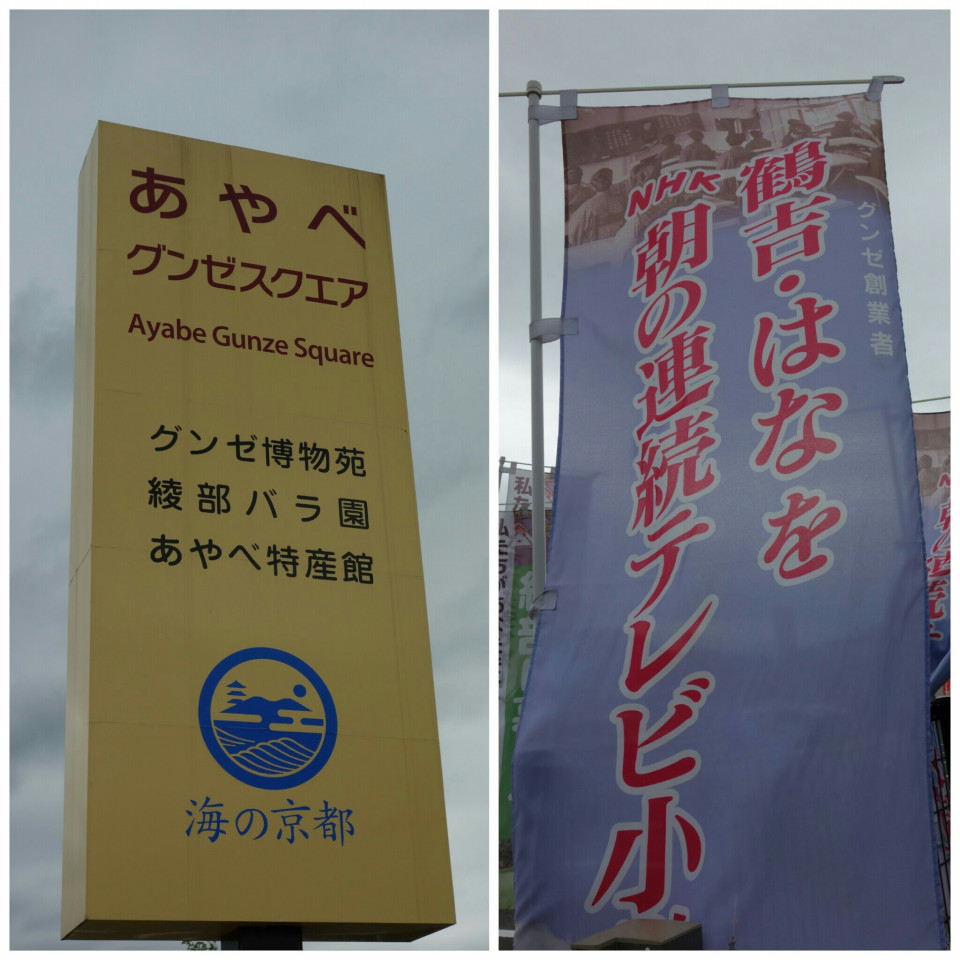 あやべ
グンゼスクエア
Ayabe Gunze Square
グンゼ博物苑
綾部バラ園
あやべ特産館
海の京都
グンゼ創業者
鶴吉・はなを
NHK
朝の連続テレビ小